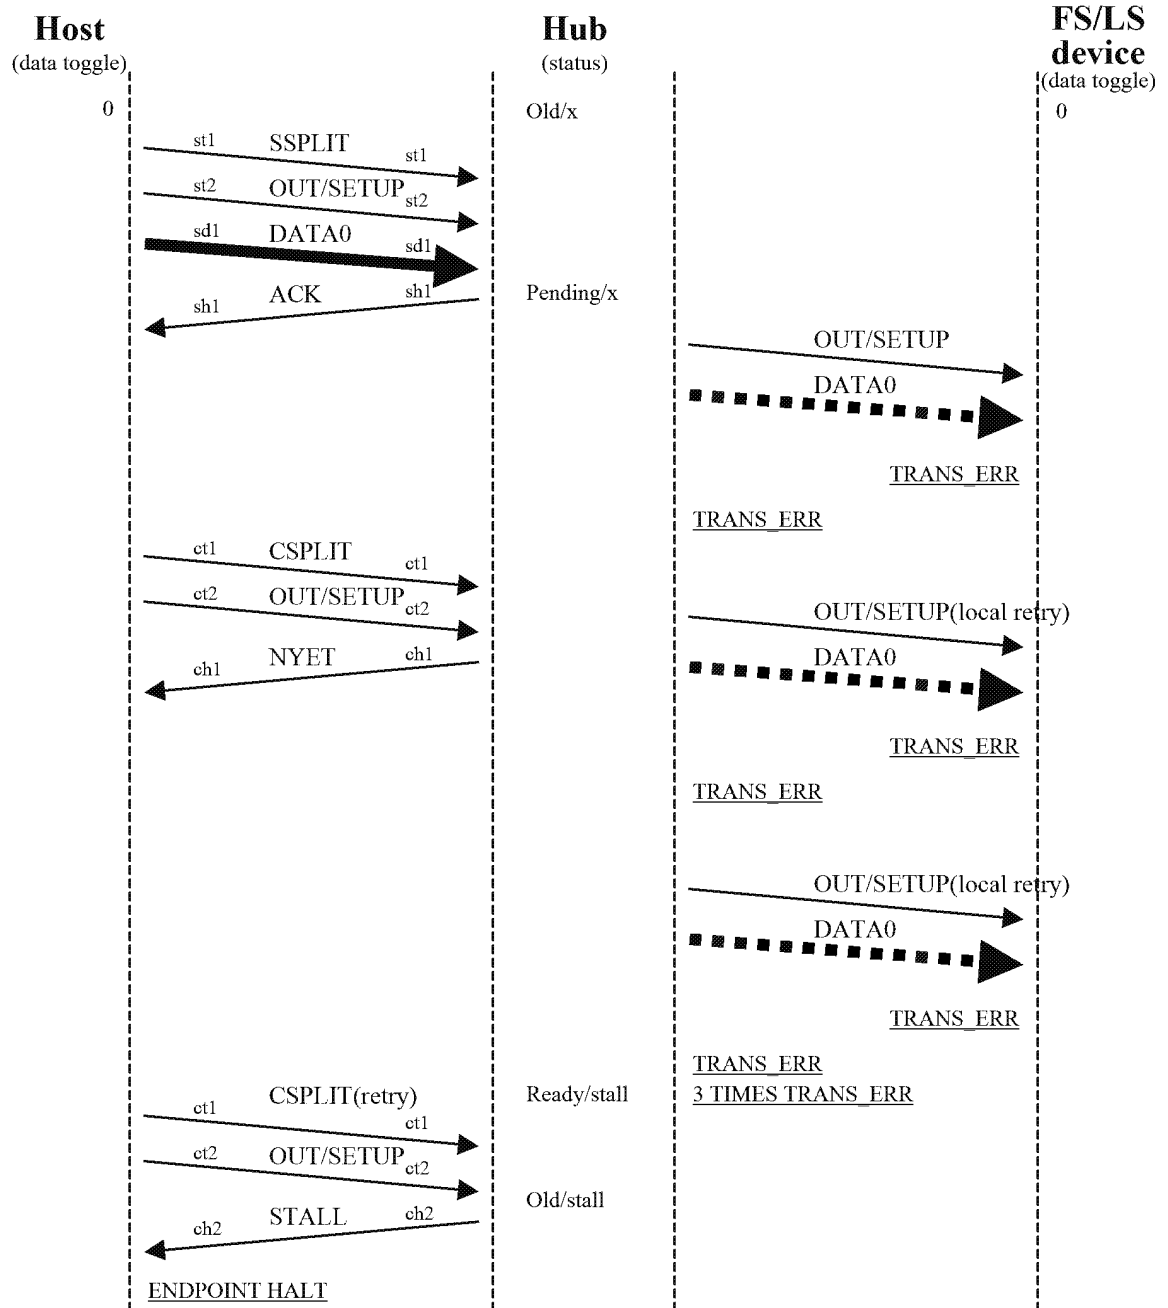 Host
(data toggle)
Hub
(status)
FS/LS
device
(data toggle)
0
Old/x
0
st1 SSPLIT st1
st2 OUT/SETUP st2
sd1 DATA0 sd1
sh1 ACK sh1
Pending/x
OUT/SETUP
DATA0
TRANS_ERR
TRANS_ERR
ct1 CSPLIT ct1
ct2 OUT/SETUP ct2
OUT/SETUP(local retry)
ch1 NYET ch1
DATA0
TRANS_ERR
TRANS_ERR
OUT/SETUP(local retry)
DATA0
TRANS_ERR
TRANS_ERR
ct1 CSPLIT(retry) ct1
Ready/stall
3 TIMES TRANS_ERR
ct2 OUT/SETUP ct2
Old/stall
ch2 STALL ch2
ENDPOINT HALT